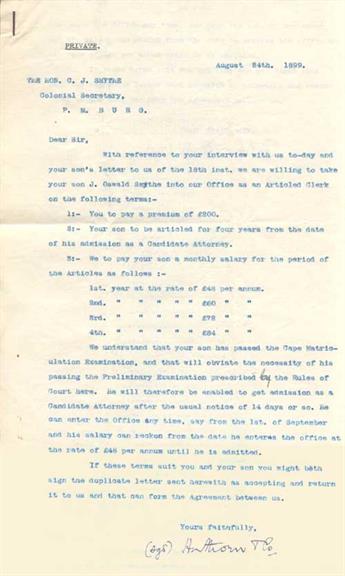 PRIVATE.
August 24th. 1899.
THE HON. C. J. SMYTHE
Colonial Secretary,
P. M. BURG.
Dear Sir,
With reference to your interview with us to-day and
your son's letter to us of the 18th inst. we are willing to take
your son J. Oswald Smythe into our Office as an Articled Clerk
on the following terms:-
1:- You to pay a premium of £200.
2:- Your son to be articled for four years from the date
of his admission as a Candidate Attorney.
3:- We to pay your son a monthly salary for the period of
the Articles as follows :-
1st. year at the rate of £48 per annum.
2nd. " " " " " £60 " "
3rd. " " " " " £72 " "
4th. " " " " " £84 " "
We understand that your son has passed the Cape Matric-
ulation Examination, and that will obviate the necessity of his
passing the Preliminary Examination prescribed by the Rules of
Court here. He will therefore be enabled to get admission as a
Candidate Attorney after the usual notice of 14 days or so. He
can enter the Office any time, say from the 1st. of September
and his salary can reckon from the date he enteres the office at
the rate of £48 per annum until he is admitted.
If these terms suit you and your son you might both
sign the duplicate letter sent herewith as accepting and return
it to us and that can form the Agreement between us.
Yours faithfully,
(sgd) & Co